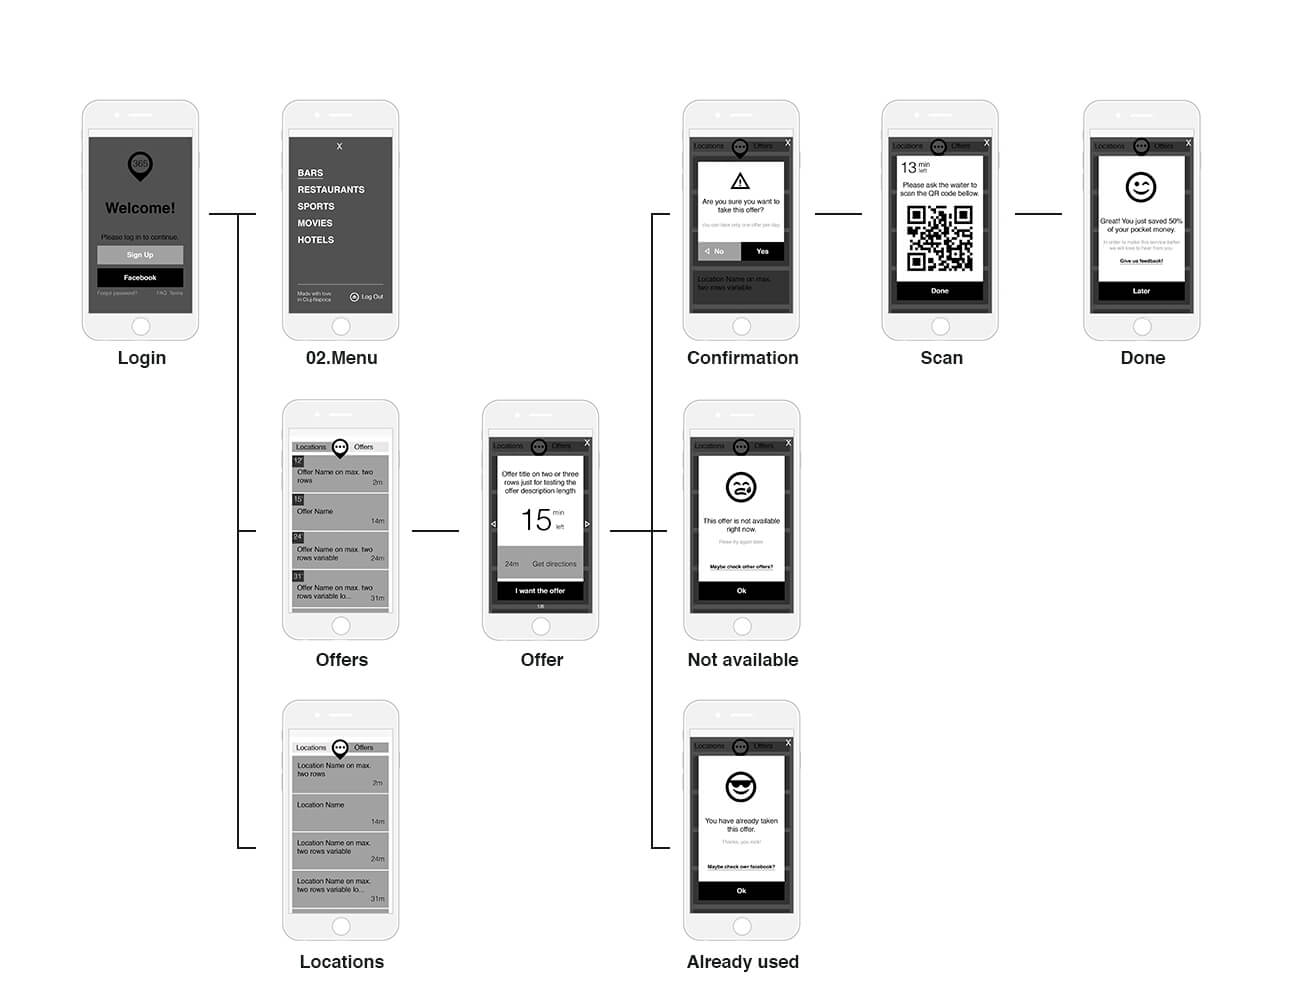 365
Welcome!
Please log in to continue.
Sign Up
Facebook
Forgot password?
FAQ Terms
Login
X
BARS
RESTAURANTS
SPORTS
MOVIES
HOTELS
Made with love
in Cluj-Napoca
Log Out
02.Menu
Locations
Offers
X
Are you sure you want to
take this offer?
You can take only one offer per day.
No
Yes
Location Name on max.
two rows variable
Confirmation
Locations
Offers
X
13 min
left
Please ask the waiter to
scan the QR code bellow.
Done
Scan
Locations
Offers
X
Great! You just saved 50%
of your pocket money.
In order to make this service better
we will love to hear from you.
Give us feedback!
Later
Done
Locations
Offers
12'
Offer Name on max. two
rows
2m
15'
Offer Name
14m
24'
Offer Name on max. two
rows variable
24m
31'
Offer Name on max. two
rows variable lo...
31m
Offers
Locations
Offers
X
Offer title on two or three
rows just for testing the
offer description length
15 min
left
24m
Get directions
I want the offer
Offer
Locations
Offers
X
This offer is not available
right now.
Please try again later.
Maybe check other offers?
Ok
Not available
Locations
Offers
Location Name on max.
two rows
2m
Location Name
14m
Location Name on max.
two rows variable
24m
Location Name on max.
two rows variable lo...
31m
Locations
Locations
Offers
X
You have already taken
this offer.
Thanks, you rock!
Maybe check owr facebook?
Ok
Already used